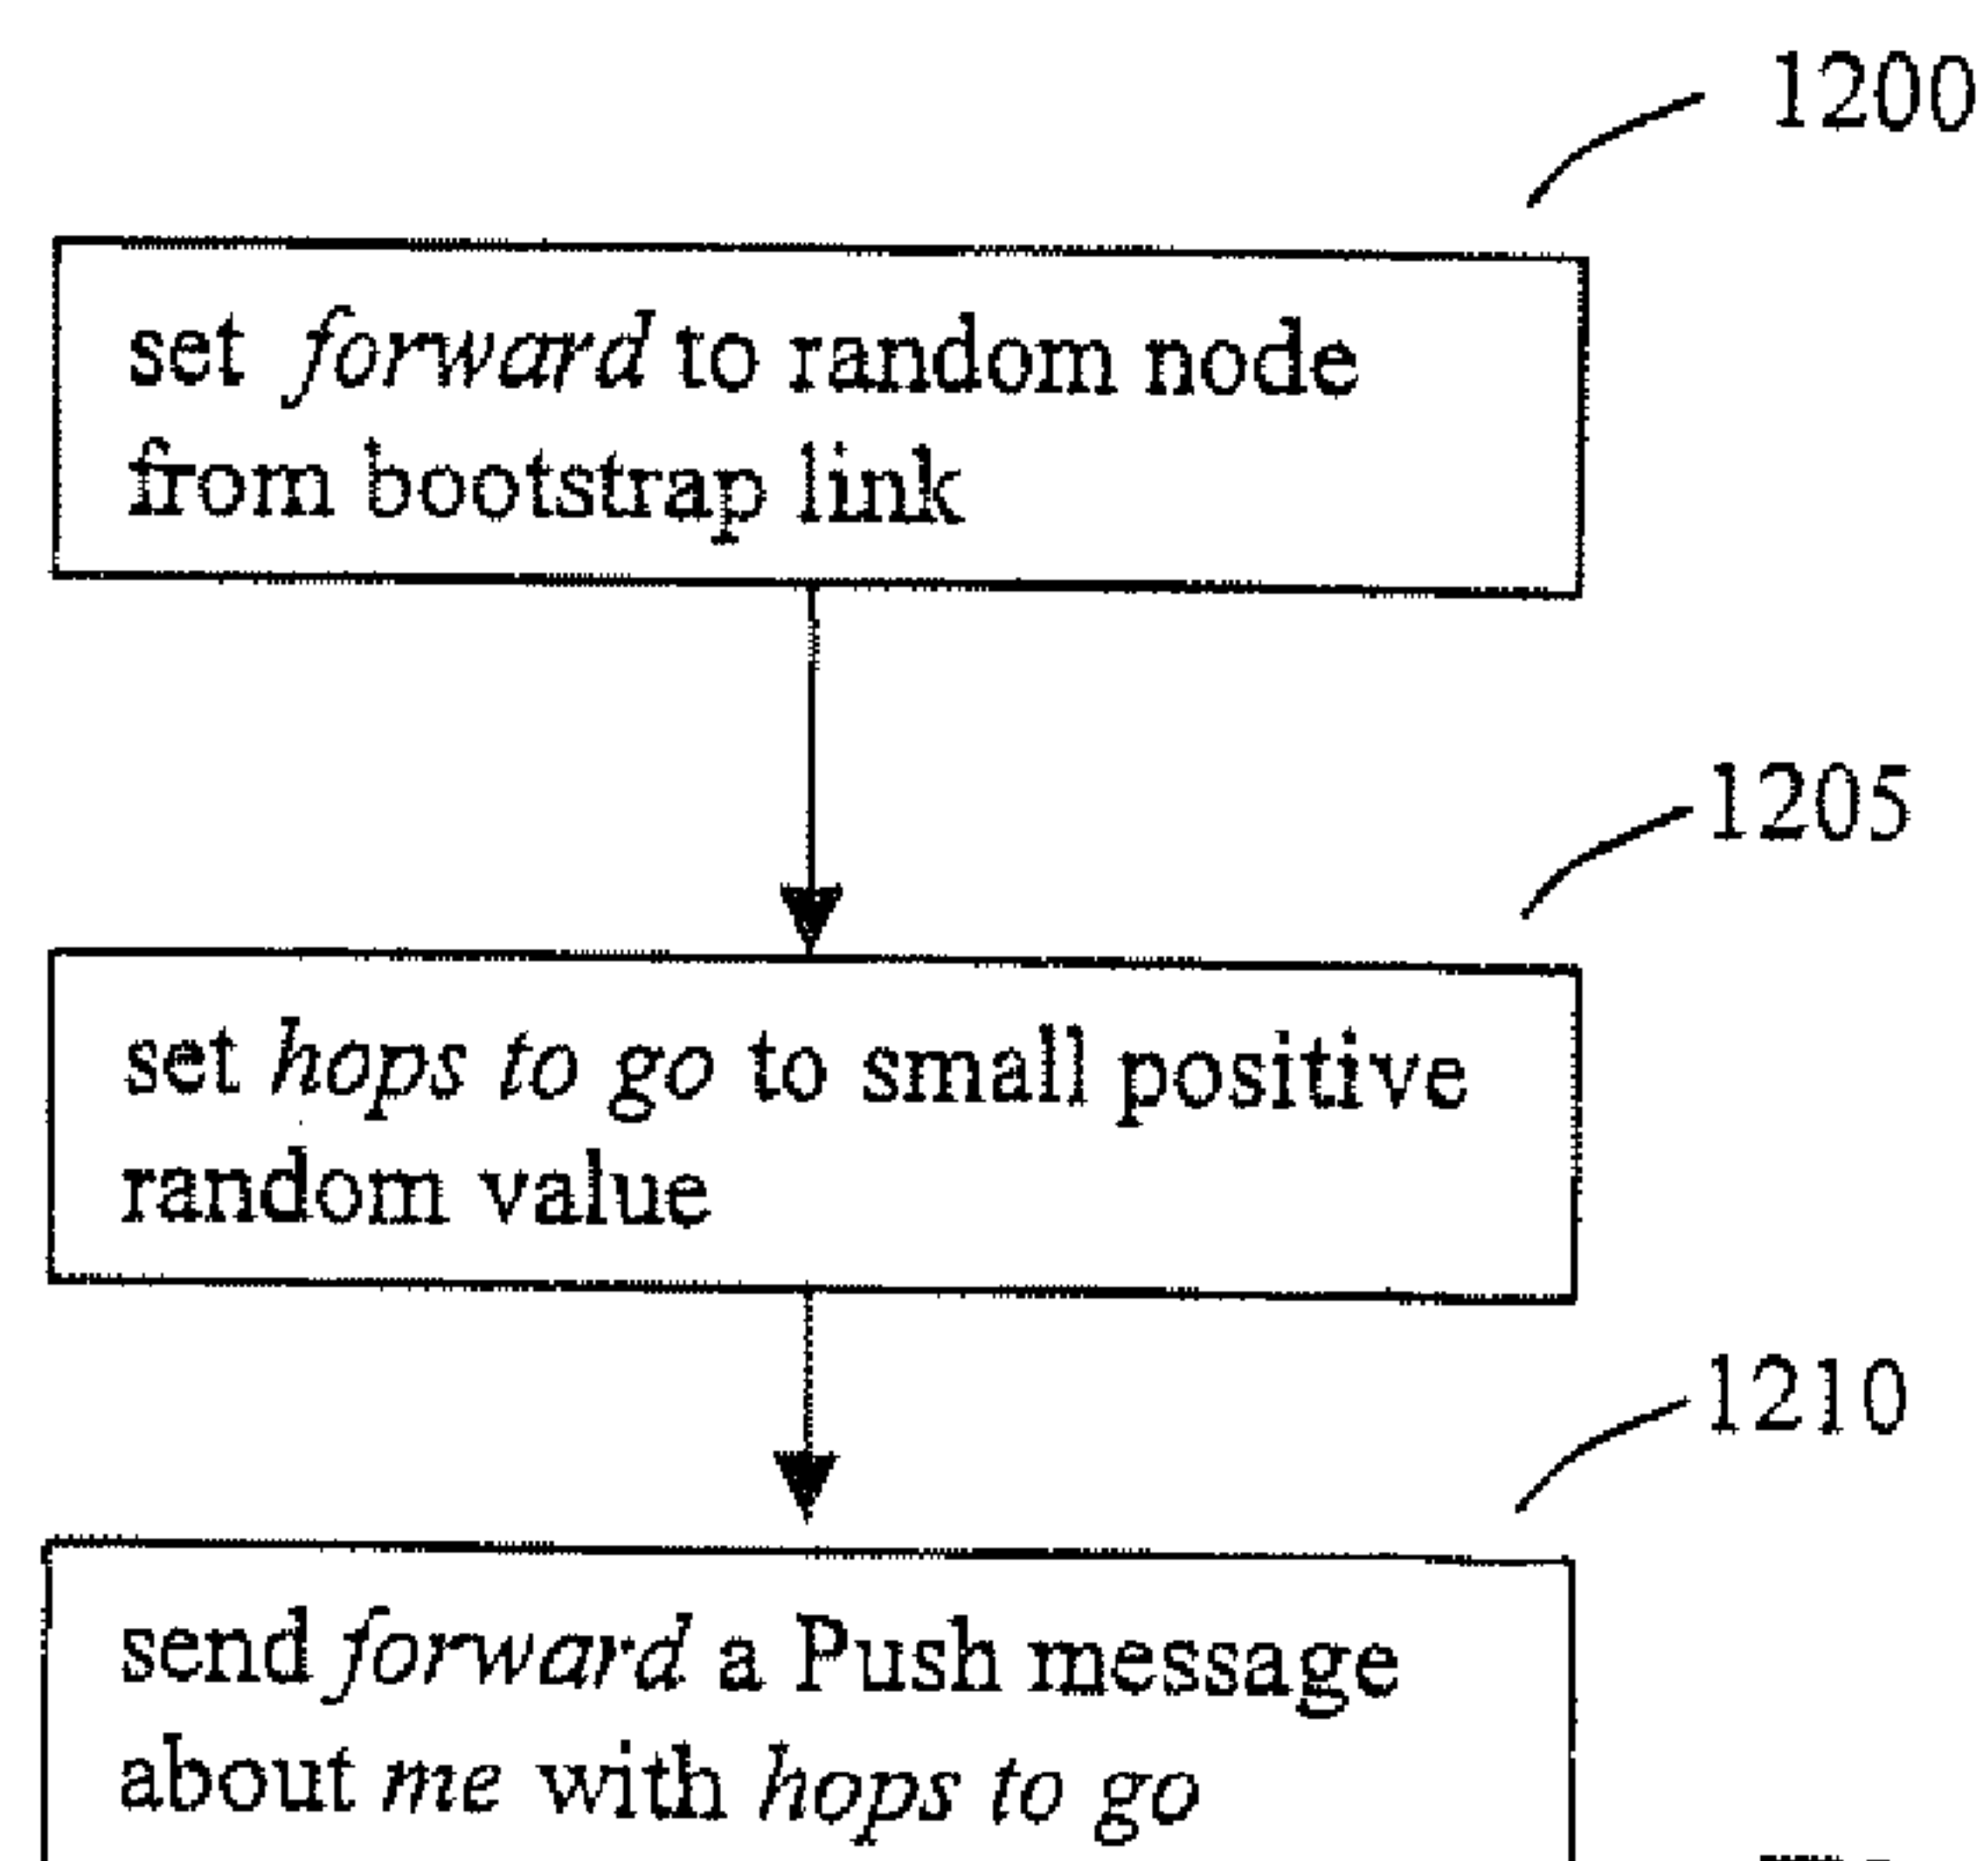 1200
set forward to random node
from bootstrap link
1205
set hops to go to small positive
random value
1210
send forward a Push message
about me with hops to go